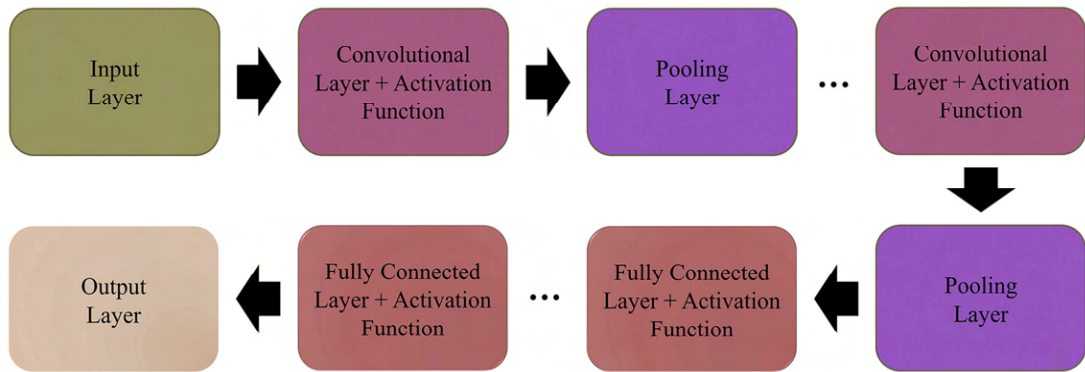 Input
Layer
Convolutional
Layer + Activation
Function
Pooling
Layer
...
Convolutional
Layer + Activation
Function
Output
Layer
Fully Connected
Layer + Activation
Function
...
Fully Connected
Layer + Activation
Function
Pooling
Layer